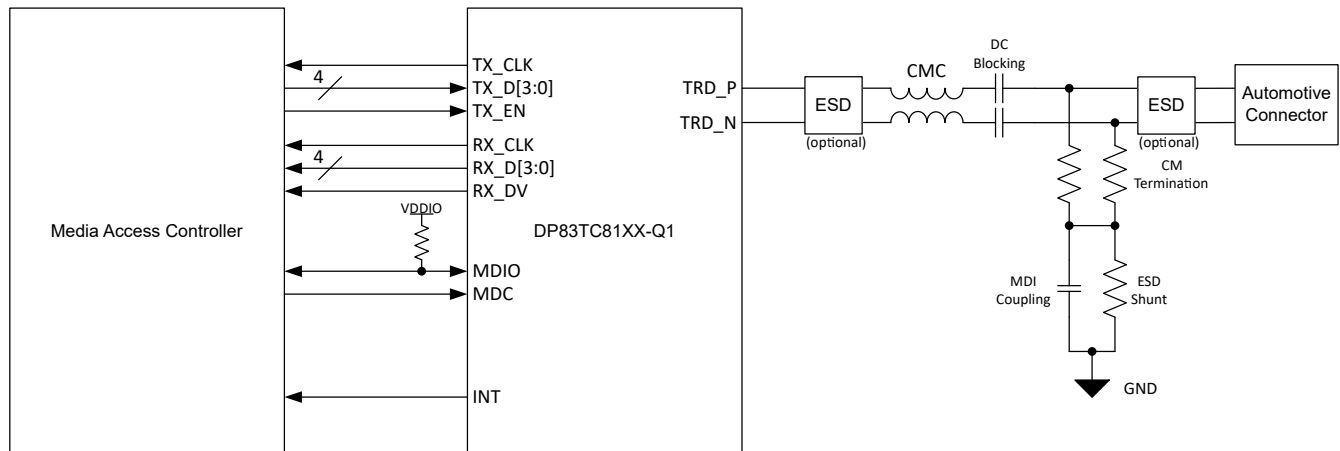 Media Access Controller
4
4
VDDIO
TX_CLK
TX_D[3:0]
TX_EN
RX_CLK
RX_D[3:0]
RX_DV
MDIO
MDC
INT
DP83TC81XX-Q1
TRD_P
TRD_N
ESD
(optional)
CMC
DC
Blocking
ESD
(optional)
Automotive
Connector
CM
Termination
MDI
Coupling
ESD
Shunt
GND